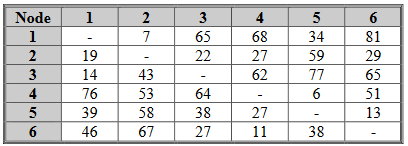 Node 1 2 3 4 5 6
1 - 7 65 68 34 81
2 19 - 22 27 59 29
3 14 43 - 62 77 65
4 76 53 64 - 6 51
5 39 58 38 27 - 13
6 46 67 27 11 38 -